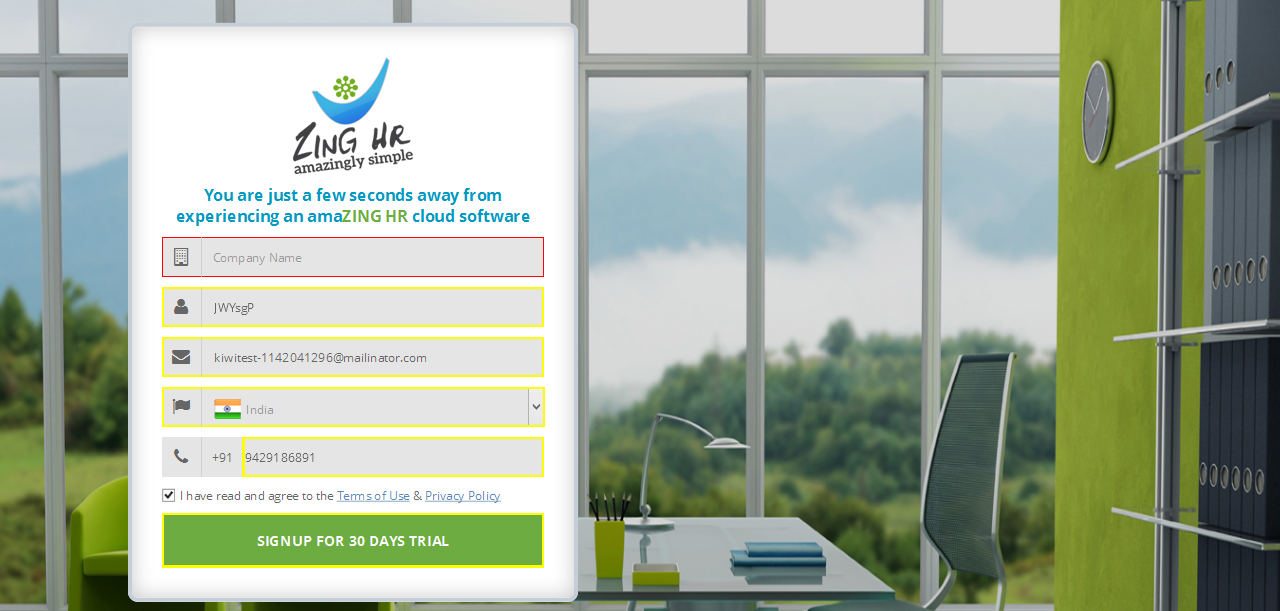 ZING HR
amazingly simple
You are just a few seconds away from
experiencing an amaZING HR cloud software
Company Name
JWYsgP
kiwitest-1142041296@mailinator.com
India
+91 9429186891
I have read and agree to the Terms of Use & Privacy Policy
SIGNUP FOR 30 DAYS TRIAL